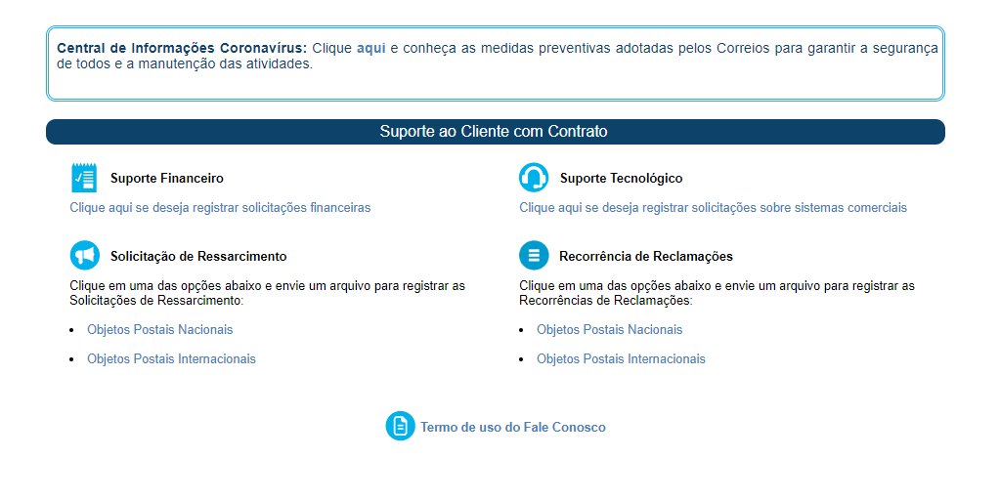 Central de Informações Coronavírus: Clique aqui e conheça as medidas preventivas adotadas pelos Correios para garantir a segurança
de todos e a manutenção das atividades.
Suporte ao Cliente com Contrato
Suporte Financeiro
Clique aqui se deseja registrar solicitações financeiras
Suporte Tecnológico
Clique aqui se deseja registrar solicitações sobre sistemas comerciais
Solicitação de Ressarcimento
Clique em uma das opções abaixo e envie um arquivo para registrar as
Solicitações de Ressarcimento:
• Objetos Postais Nacionais
• Objetos Postais Internacionais
Recorrência de Reclamações
Clique em uma das opções abaixo e envie um arquivo para registrar as
Recorrências de Reclamações:
• Objetos Postais Nacionais
• Objetos Postais Internacionais
Termo de uso do Fale Conosco